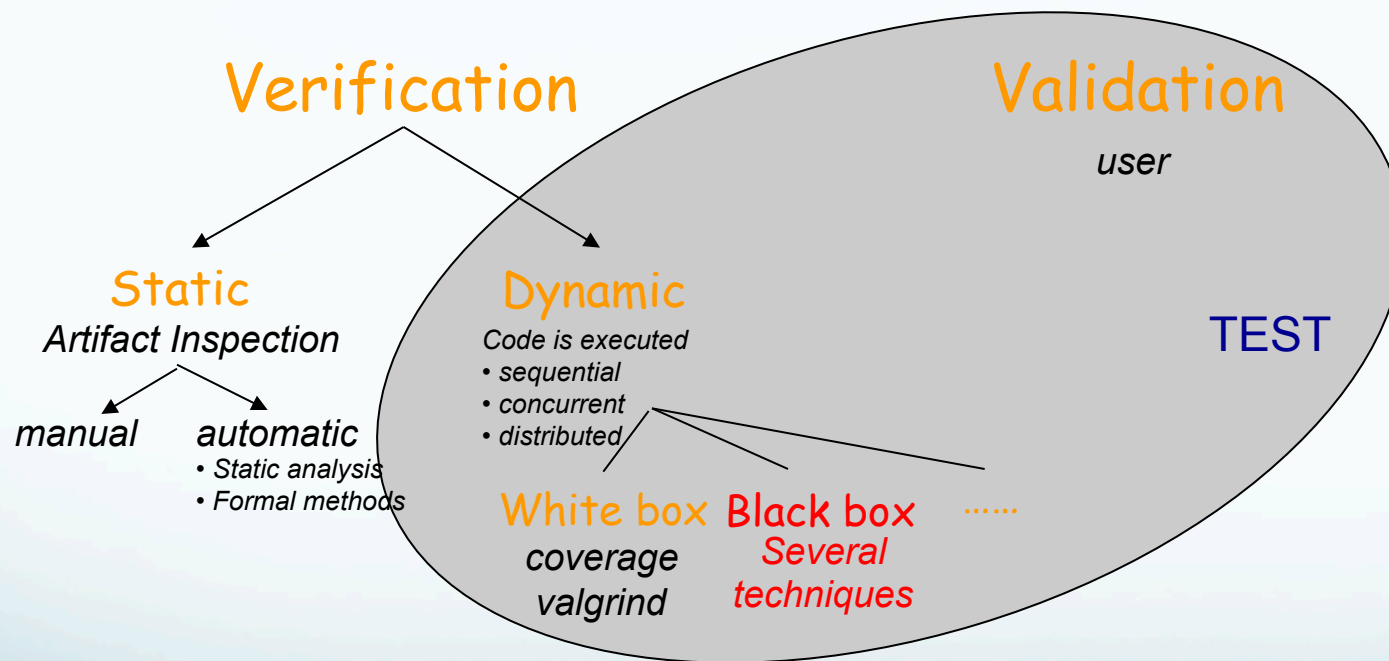 Verification
Validation
user
Static
Artifact Inspection
manual
automatic
• Static analysis
• Formal methods
Dynamic
Code is executed
• sequential
• concurrent
• distributed
TEST
White box
coverage
valgrind
Black box
Several
techniques
......